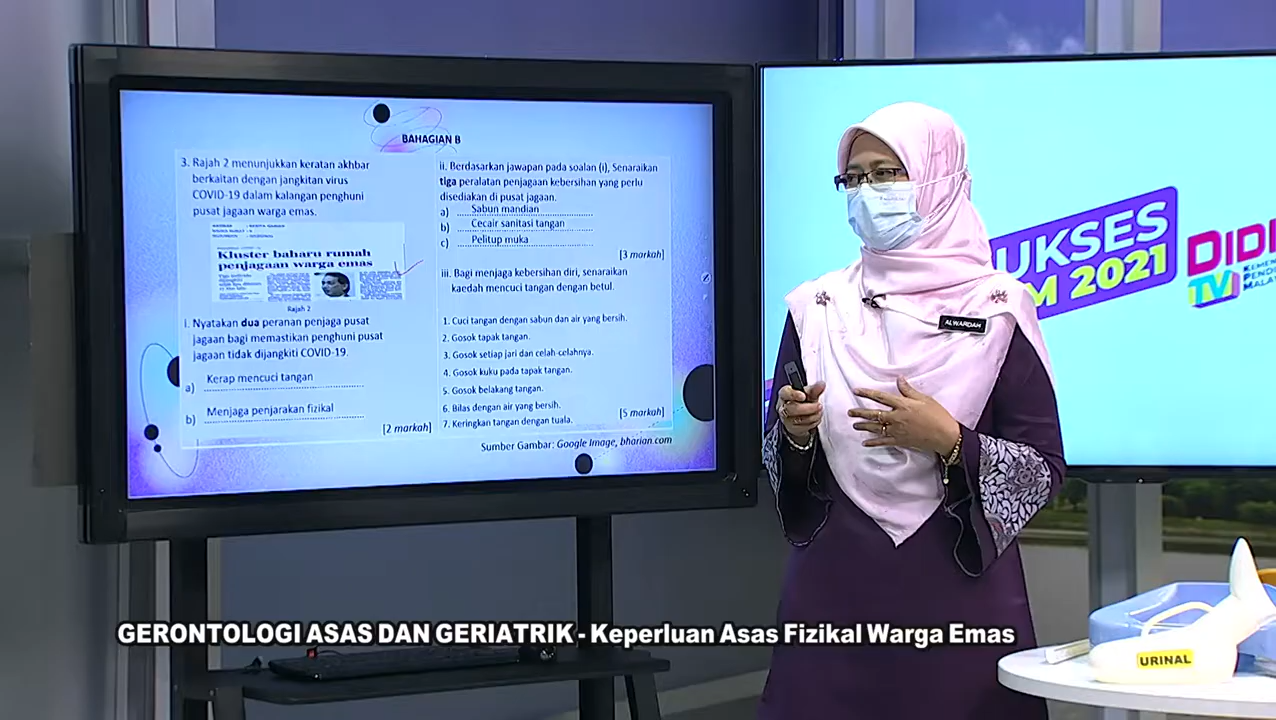 BAHAGIAN B
3. Rajah 2 menunjukkan keratan akhbar
berkaitan dengan jangkitan virus
COVID-19 dalam kalangan penghuni
pusat jagaan warga emas.
Kluster baharu rumah
penjagaan warga emas
Rajah 2
i. Nyatakan dua peranan penjaga pusat
jagaan bagi memastikan penghuni pusat
jagaan tidak dijangkiti COVID-19.
a) Kerap mencuci tangan
b) Menjaga penjarakan fizikal
[2 markah]
ii. Berdasarkan jawapan pada soalan (i), Senaraikan
tiga peralatan penjagaan kebersihan yang perlu
disediakan di pusat jagaan.
a) Sabun mandian
b) Cecair sanitasi tangan
c) Pelitup muka
[3 markah]
iii. Bagi menjaga kebersihan diri, senaraikan
kaedah mencuci tangan dengan betul.
1. Cuci tangan dengan sabun dan air yang bersih.
2. Gosok tapak tangan.
3. Gosok setiap jari dan celah-celahnya.
4. Gosok kuku pada tapak tangan.
5. Gosok belakang tangan.
6. Bilas dengan air yang bersih.
7. Keringkan tangan dengan tuala.
[5 markah]
Sumber Gambar: Google Image, bharian.com
UKSES
M 2021
DIDI
TV
ALWARDAH
URINAL
GERONTOLOGI ASAS DAN GERIATRIK - Keperluan Asas Fizikal Warga Emas